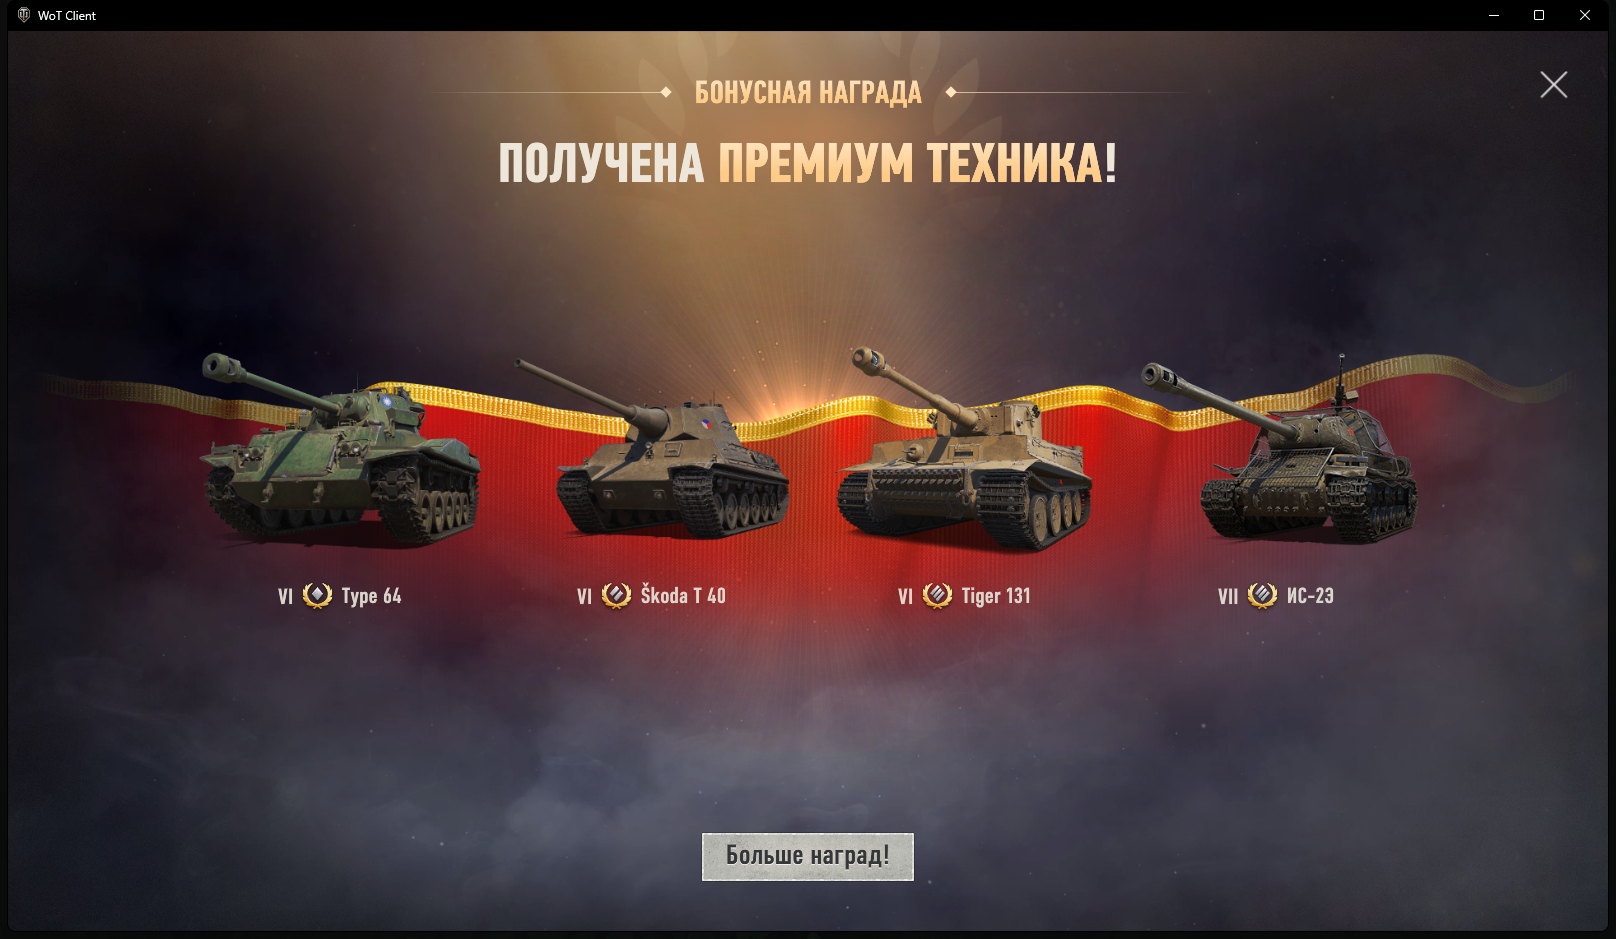 WoT Client
БОНУСНАЯ НАГРАДА
ПОЛУЧЕНА ПРЕМИУМ ТЕХНИКА!
VI Type 64
VI Škoda T 40
VI Tiger 131
VII ИС-2Э
Больше наград!